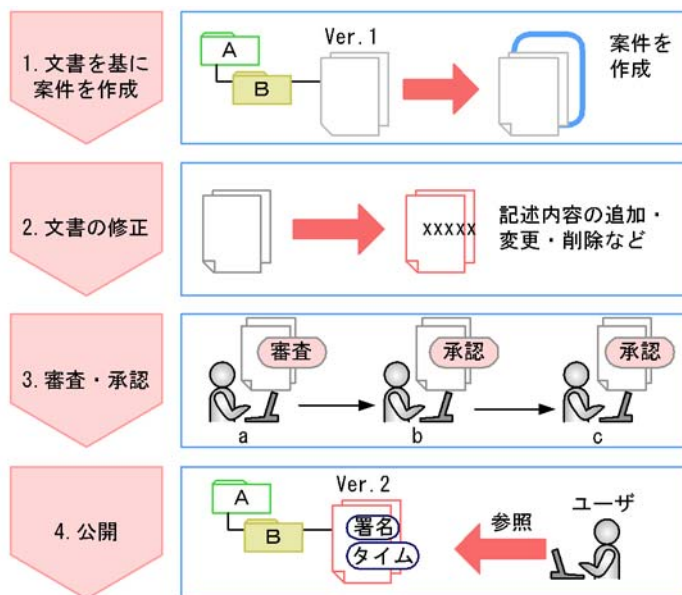 1. 文書を基に
案件を作成
A
B
Ver.1
案件を
作成
2. 文書の修正
xxxxx
記述内容の追加・
変更・削除など
3. 審査・承認
審査
承認
承認
a
b
c
4. 公開
A
B
Ver.2
署名
タイム
参照
ユーザ